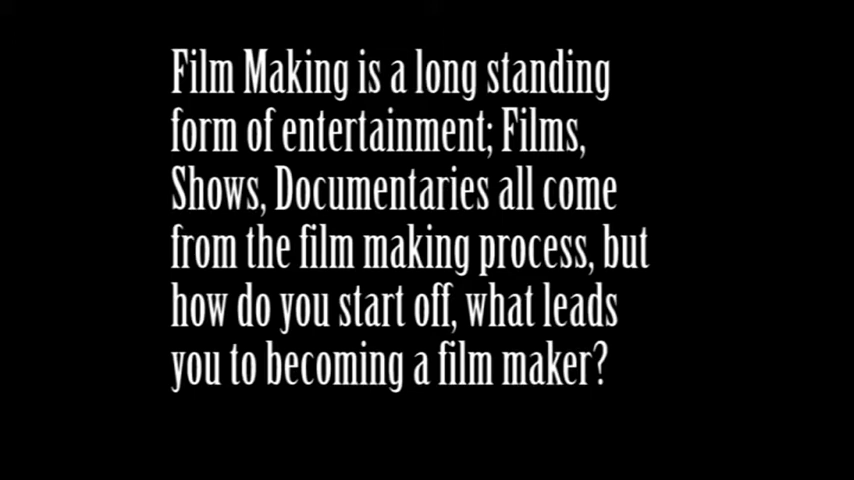 Film Making is a long standing
form of entertainment; Films,
Shows, Documentaries all come
from the film making process, but
how do you start off, what leads
you to becoming a film maker?